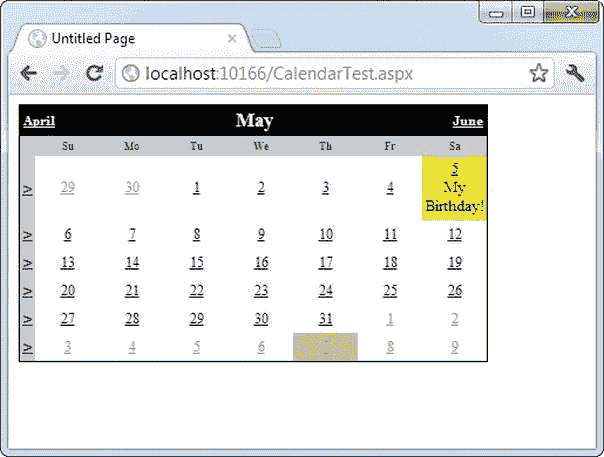 Untitled Page
localhost:10166/CalendarTest.aspx
April May June
Su Mo Tu We Th Fr Sa
> 29 30 1 2 3 4 5
My
Birthday!
> 6 7 8 9 10 11 12
> 13 14 15 16 17 18 19
> 20 21 22 23 24 25 26
> 27 28 29 30 31 1 2
> 3 4 5 6 8 9